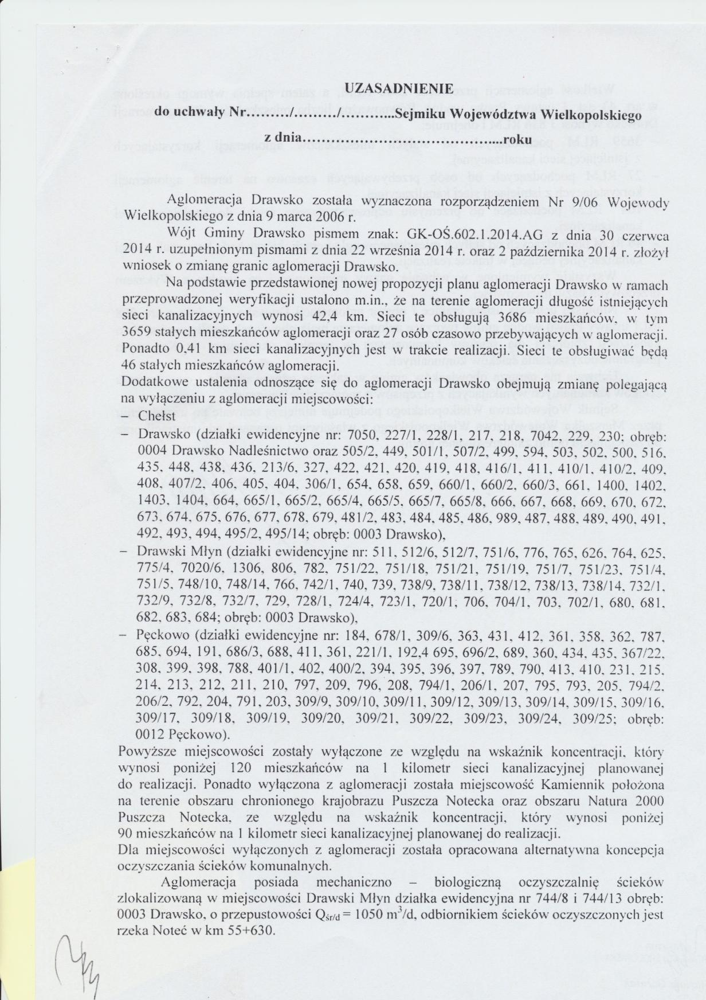 UZASADNIENIE
do uchwały Nr........./........./...........Sejmiku Województwa Wielkopolskiego
z dnia.........................................roku
Aglomeracja Drawsko została wyznaczona rozporządzeniem Nr 9/06 Wojewody
Wielkopolskiego z dnia 9 marca 2006 r.
Wójt Gminy Drawsko pismem znak: GK-OŚ.602.1.2014.AG z dnia 30 czerwca
2014 r. uzupełnionym pismami z dnia 22 września 2014 r. oraz 2 października 2014 r. złożył
wniosek o zmianę granic aglomeracji Drawsko.
Na podstawie przedstawionej nowej propozycji planu aglomeracji Drawsko w ramach
przeprowadzonej weryfikacji ustalono m.in., że na terenie aglomeracji długość istniejących
sieci kanalizacyjnych wynosi 42,4 km. Sieci te obsługują 3686 mieszkańców, w tym
3659 stałych mieszkańców aglomeracji oraz 27 osób czasowo przebywających w aglomeracji.
Ponadto 0,41 km sieci kanalizacyjnych jest w trakcie realizacji. Sieci te obsługiwać będą
46 stałych mieszkańców aglomeracji.
Dodatkowe ustalenia odnoszące się do aglomeracji Drawsko obejmują zmianę polegającą
na wyłączeniu z aglomeracji miejscowości:
– Chełst
– Drawsko (działki ewidencyjne nr: 7050, 227/1, 228/1, 217, 218, 7042, 229, 230; obręb:
0004 Drawsko Nadleśnictwo oraz 505/2, 449, 501/1, 507/2, 499, 594, 503, 502, 500, 516,
435, 448, 438, 436, 213/6, 327, 422, 421, 420, 419, 418, 416/1, 411, 410/1, 410/2, 409,
408, 407/2, 406, 405, 404, 306/1, 654, 658, 659, 660/1, 660/2, 660/3, 661, 1400, 1402,
1403, 1404, 664, 665/1, 665/2, 665/4, 665/5, 665/7, 665/8, 666, 667, 668, 669, 670, 672,
673, 674, 675, 676, 677, 678, 679, 481/2, 483, 484, 485, 486, 989, 487, 488, 489, 490, 491,
492, 493, 494, 495/2, 495/14; obręb: 0003 Drawsko),
– Drawski Młyn (działki ewidencyjne nr: 511, 512/6, 512/7, 751/6, 776, 765, 626, 764, 625,
775/4, 7020/6, 1306, 806, 782, 751/22, 751/18, 751/21, 751/19, 751/7, 751/23, 751/4,
751/5, 748/10, 748/14, 766, 742/1, 740, 739, 738/9, 738/11, 738/12, 738/13, 738/14, 732/1,
732/9, 732/8, 732/7, 729, 728/1, 724/4, 723/1, 720/1; 706, 704/1, 703, 702/1, 680, 681,
682, 683, 684; obręb: 0003 Drawsko),
– Pęckowo (działki ewidencyjne nr: 184, 678/1, 309/6, 363, 431, 412, 361, 358, 362, 787,
685, 694, 191, 686/3, 688, 411, 361, 221/1, 192,4 695, 696/2, 689, 360, 434, 435, 367/22,
308, 399, 398, 788, 401/1, 402, 400/2, 394, 395, 396, 397, 789, 790, 413, 410, 231, 215,
214, 213, 212, 211, 210, 797, 209, 796, 208, 794/1, 206/1, 207, 795, 793, 205, 794/2,
206/2, 792, 204, 791, 203, 309/9, 309/10, 309/11, 309/12, 309/13, 309/14, 309/15, 309/16,
309/17, 309/18, 309/19, 309/20, 309/21, 309/22, 309/23, 309/24, 309/25; obręb:
0012 Pęckowo).
Powyższe miejscowości zostały wyłączone ze względu na wskaźnik koncentracji, który
wynosi poniżej 120 mieszkańców na 1 kilometr sieci kanalizacyjnej planowanej
do realizacji. Ponadto wyłączona z aglomeracji została miejscowość Kamiennik położona
na terenie obszaru chronionego krajobrazu Puszcza Notecka oraz obszaru Natura 2000
Puszcza Notecka, ze względu na wskaźnik koncentracji, który wynosi poniżej
90 mieszkańców na 1 kilometr sieci kanalizacyjnej planowanej do realizacji.
Dla miejscowości wyłączonych z aglomeracji została opracowana alternatywna koncepcja
oczyszczania ścieków komunalnych.
Aglomeracja posiada mechaniczno – biologiczną oczyszczalnię ścieków
zlokalizowaną w miejscowości Drawski Młyn działka ewidencyjna nr 744/8 i 744/13 obręb:
0003 Drawsko, o przepustowości Qśr/d = 1050 m³/d, odbiornikiem ścieków oczyszczonych jest
rzeka Noteć w km 55+630.